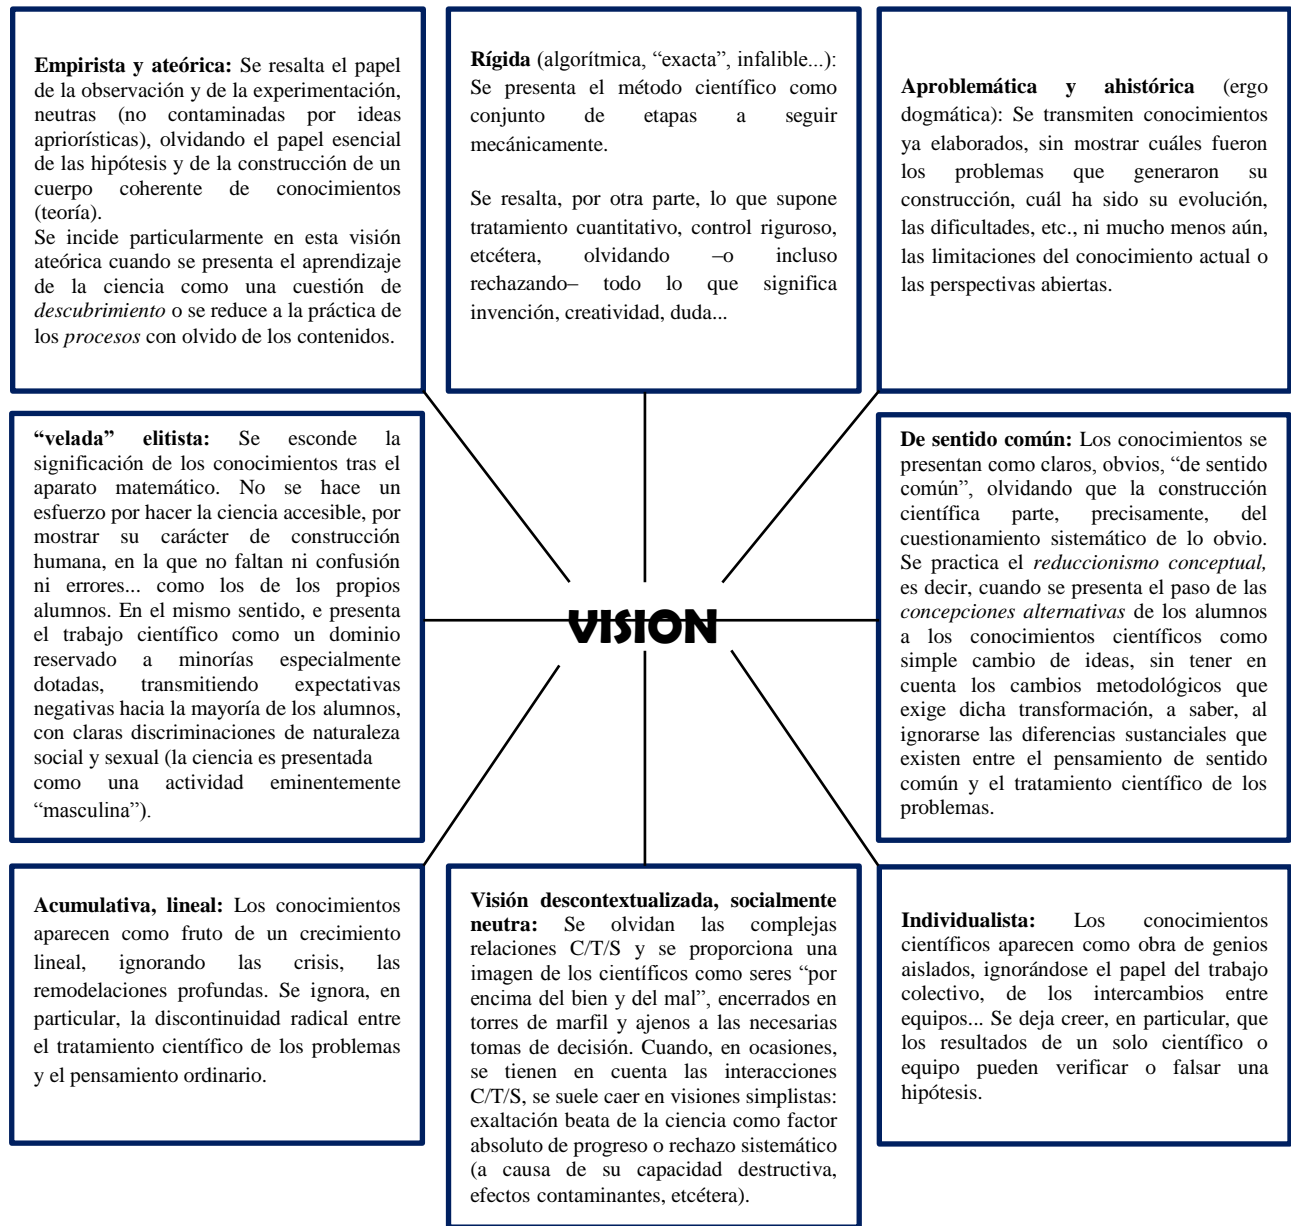 Empirista y ateórica: Se resalta el papel
de la observación y de la experimentación,
neutras (no contaminadas por ideas
apriorísticas), olvidando el papel esencial
de las hipótesis y de la construcción de un
cuerpo coherente de conocimientos
(teoría).
Se incide particularmente en esta visión
ateórica cuando se presenta el aprendizaje
de la ciencia como una cuestión de
descubrimiento o se reduce a la práctica de
los procesos con olvido de los contenidos.
Rígida (algorítmica, “exacta”, infalible...):
Se presenta el método científico como
conjunto de etapas a seguir
mecánicamente.
Se resalta, por otra parte, lo que supone
tratamiento cuantitativo, control riguroso,
etcétera, olvidando –o incluso
rechazando– todo lo que significa
invención, creatividad, duda...
Aproblemática y ahistórica (ergo
dogmática): Se transmiten conocimientos
ya elaborados, sin mostrar cuáles fueron
los problemas que generaron su
construcción, cuál ha sido su evolución,
las dificultades, etc., ni mucho menos aún,
las limitaciones del conocimiento actual o
las perspectivas abiertas.
“velada” elitista: Se esconde la
significación de los conocimientos tras el
aparato matemático. No se hace un
esfuerzo por hacer la ciencia accesible, por
mostrar su carácter de construcción
humana, en la que no faltan ni confusión
ni errores... como los de los propios
alumnos. En el mismo sentido, e presenta
el trabajo científico como un dominio
reservado a minorías especialmente
dotadas, transmitiendo expectativas
negativas hacia la mayoría de los alumnos,
con claras discriminaciones de naturaleza
social y sexual (la ciencia es presentada
como una actividad eminentemente
“masculina”).
VISION
De sentido común: Los conocimientos se
presentan como claros, obvios, “de sentido
común”, olvidando que la construcción
científica parte, precisamente, del
cuestionamiento sistemático de lo obvio.
Se practica el reduccionismo conceptual,
es decir, cuando se presenta el paso de las
concepciones alternativas de los alumnos
a los conocimientos científicos como
simple cambio de ideas, sin tener en
cuenta los cambios metodológicos que
exige dicha transformación, a saber, al
ignorarse las diferencias sustanciales que
existen entre el pensamiento de sentido
común y el tratamiento científico de los
problemas.
Acumulativa, lineal: Los conocimientos
aparecen como fruto de un crecimiento
lineal, ignorando las crisis, las
remodelaciones profundas. Se ignora, en
particular, la discontinuidad radical entre
el tratamiento científico de los problemas
y el pensamiento ordinario.
Visión descontextualizada, socialmente
neutra: Se olvidan las complejas
relaciones C/T/S y se proporciona una
imagen de los científicos como seres “por
encima del bien y del mal”, encerrados en
torres de marfil y ajenos a las necesarias
tomas de decisión. Cuando, en ocasiones,
se tienen en cuenta las interacciones
C/T/S, se suele caer en visiones simplistas:
exaltación beata de la ciencia como factor
absoluto de progreso o rechazo sistemático
(a causa de su capacidad destructiva,
efectos contaminantes, etcétera).
Individualista: Los conocimientos
científicos aparecen como obra de genios
aislados, ignorándose el papel del trabajo
colectivo, de los intercambios entre
equipos... Se deja creer, en particular, que
los resultados de un solo científico o
equipo pueden verificar o falsar una
hipótesis.